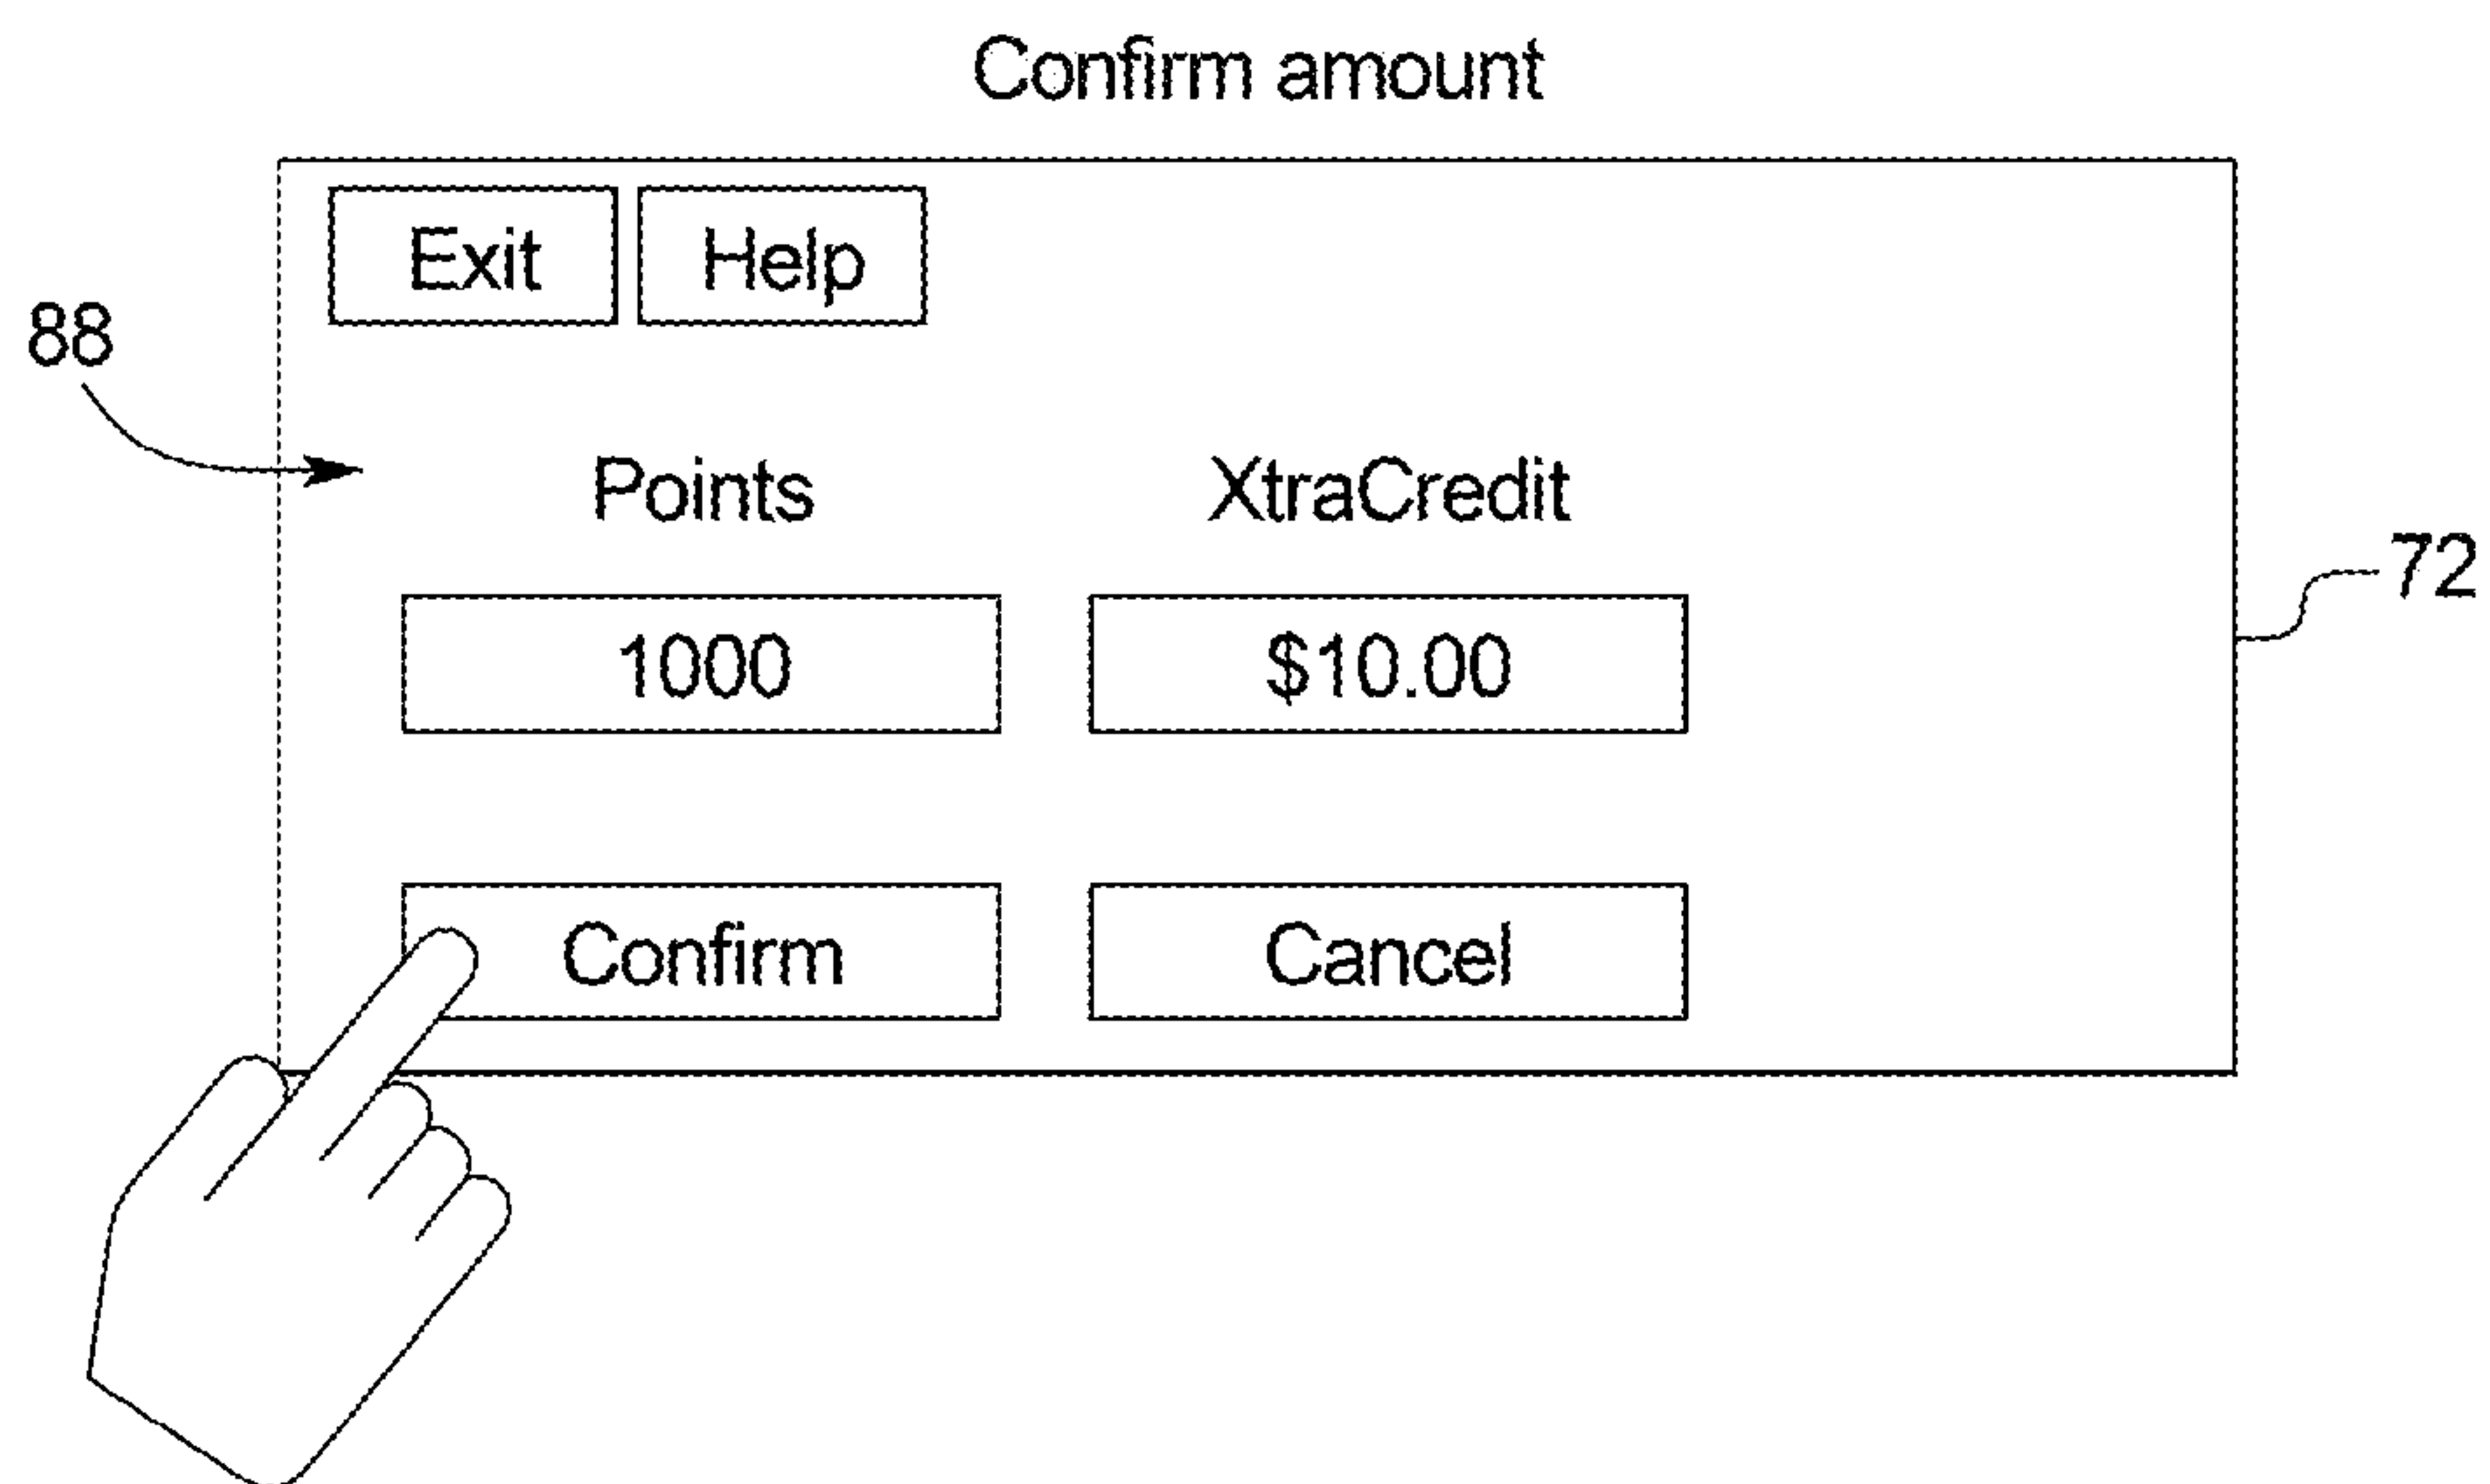 Confirm amount
Exit Help
88
Points XtraCredit
72
1000 $10.00
Confirm Cancel